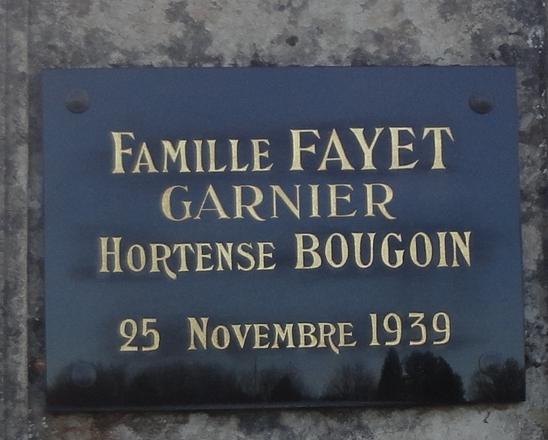 FAMILLE FAYET
GARNIER
HORTENSE BOUGOIN
25 NOVEMBRE 1939